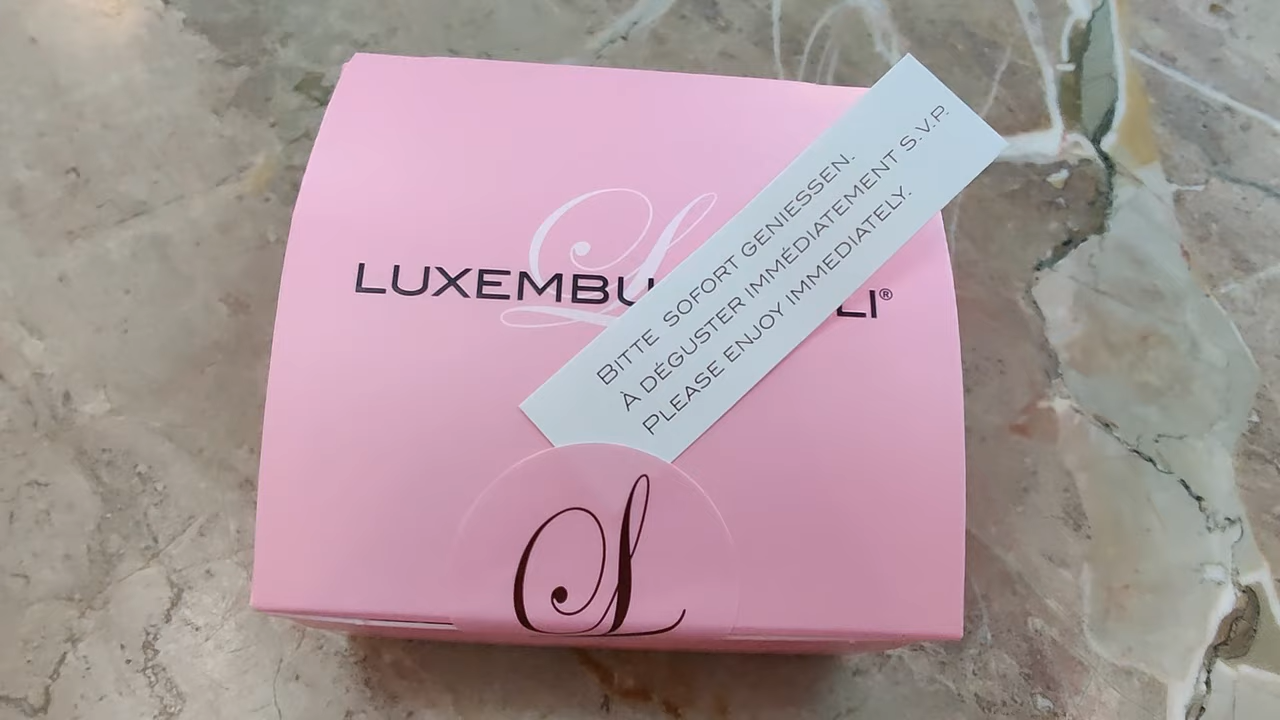 LUXEMBU LI®
BITTE SOFORT GENIESSEN.
À DÉGUSTER IMMÉDIATEMENT S.V.P.
PLEASE ENJOY IMMEDIATELY.
L
L